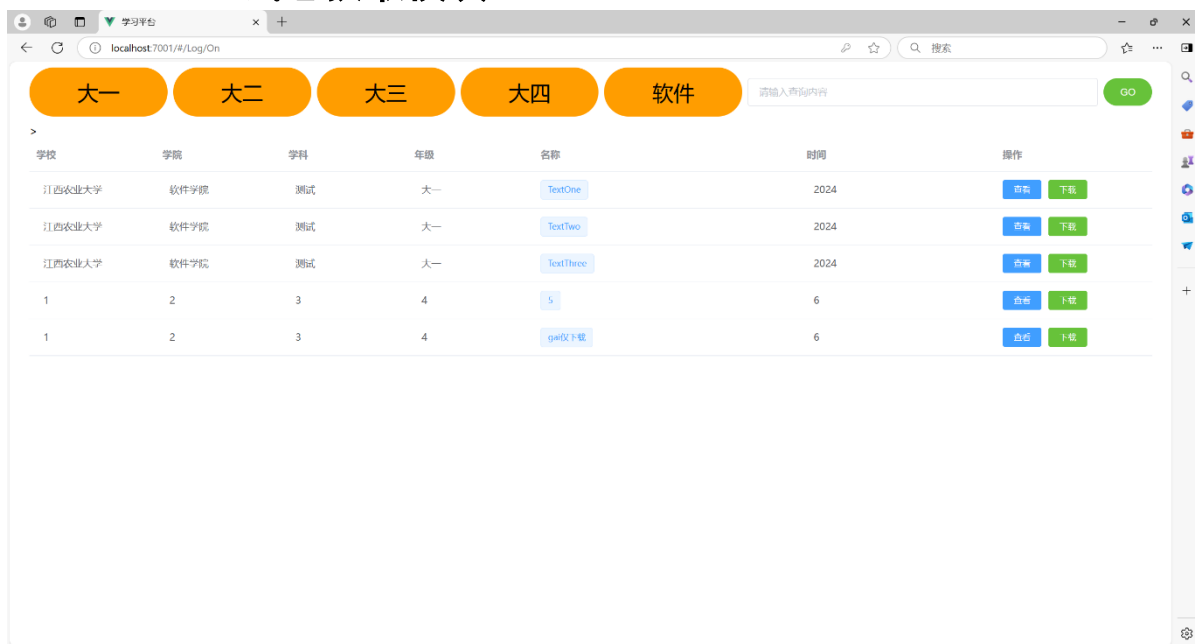 学习平台
localhost:7001/#/Log/On
搜索
大一 大二 大三 大四 软件 请输入查询内容 GO
>
学校 学院 学科 年级 名称 时间 操作
江西农业大学 软件学院 测试 大一 TextOne 2024 查看 下载
江西农业大学 软件学院 测试 大一 TextTwo 2024 查看 下载
江西农业大学 软件学院 测试 大一 TextThree 2024 查看 下载
1 2 3 4 5 6 查看 下载
1 2 3 4 gai仅下载 6 查看 下载